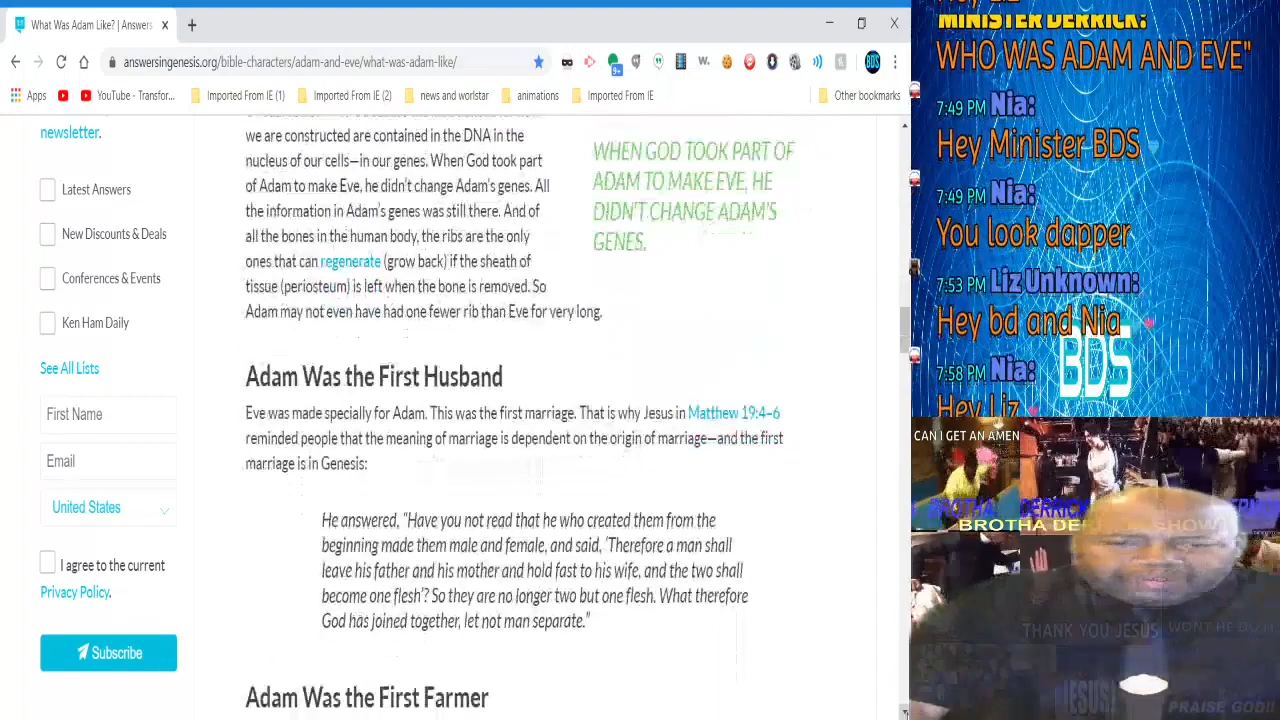 What Was Adam Like? | Answers
answersingenesis.org/bible-characters/adam-and-eve/what-was-adam-like/
9+
W.
BDS
Apps
YouTube - Transfor...
Imported From IE (1)
Imported From IE (2)
news and worlstar
animations
Imported From IE
Other bookmarks
newsletter.
Latest Answers
New Discounts & Deals
Conferences & Events
Ken Ham Daily
See All Lists
First Name
Email
United States
I agree to the current
Privacy Policy.
Subscribe
we are constructed are contained in the DNA in the
nucleus of our cells—in our genes. When God took part
of Adam to make Eve, he didn't change Adam's genes. All
the information in Adam's genes was still there. And of
all the bones in the human body, the ribs are the only
ones that can regenerate (grow back) if the sheath of
tissue (periosteum) is left when the bone is removed. So
Adam may not even have had one fewer rib than Eve for very long.
WHEN GOD TOOK PART OF
ADAM TO MAKE EVE, HE
DIDN'T CHANGE ADAM'S
GENES.
Adam Was the First Husband
Eve was made specially for Adam. This was the first marriage. That is why Jesus in Matthew 19:4–6
reminded people that the meaning of marriage is dependent on the origin of marriage—and the first
marriage is in Genesis:
He answered, "Have you not read that he who created them from the
beginning made them male and female, and said, 'Therefore a man shall
leave his father and his mother and hold fast to his wife, and the two shall
become one flesh'? So they are no longer two but one flesh. What therefore
God has joined together, let not man separate."
Adam Was the First Farmer
MINISTER DERRICK:
WHO WAS ADAM AND EVE"
7:49 PM Nia:
Hey Minister BDS
7:49 PM Nia:
You look dapper
7:53 PM Liz Unknown:
Hey bd and Nia
BDS
7:58 PM Nia:
Hey Liz
CAN I GET AN AMEN
BROTHA DERRICK
BROTHA DERRICK SHOW
THANK YOU JESUS
WONT HE DO IT
JESUS!
PRAISE GOD!!